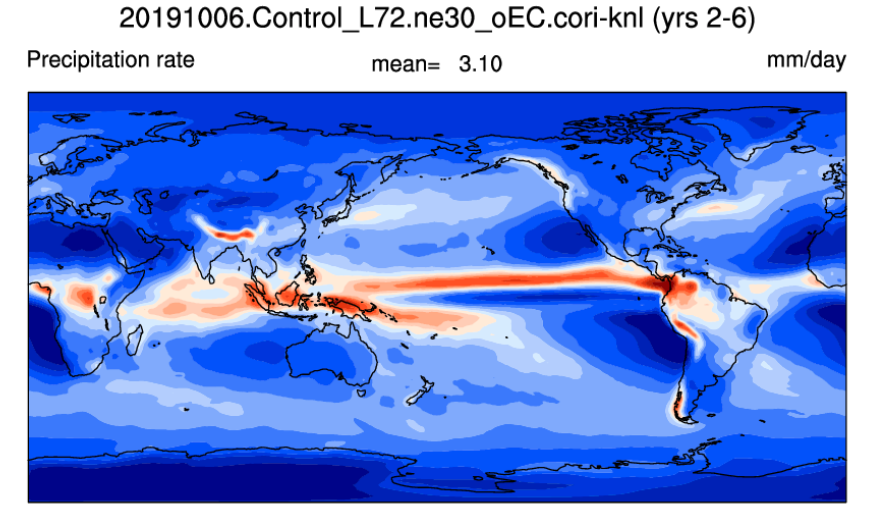 20191006.Control_L72.ne30_oEC.cori-knl (yrs 2-6)
Precipitation rate mean= 3.10 mm/day